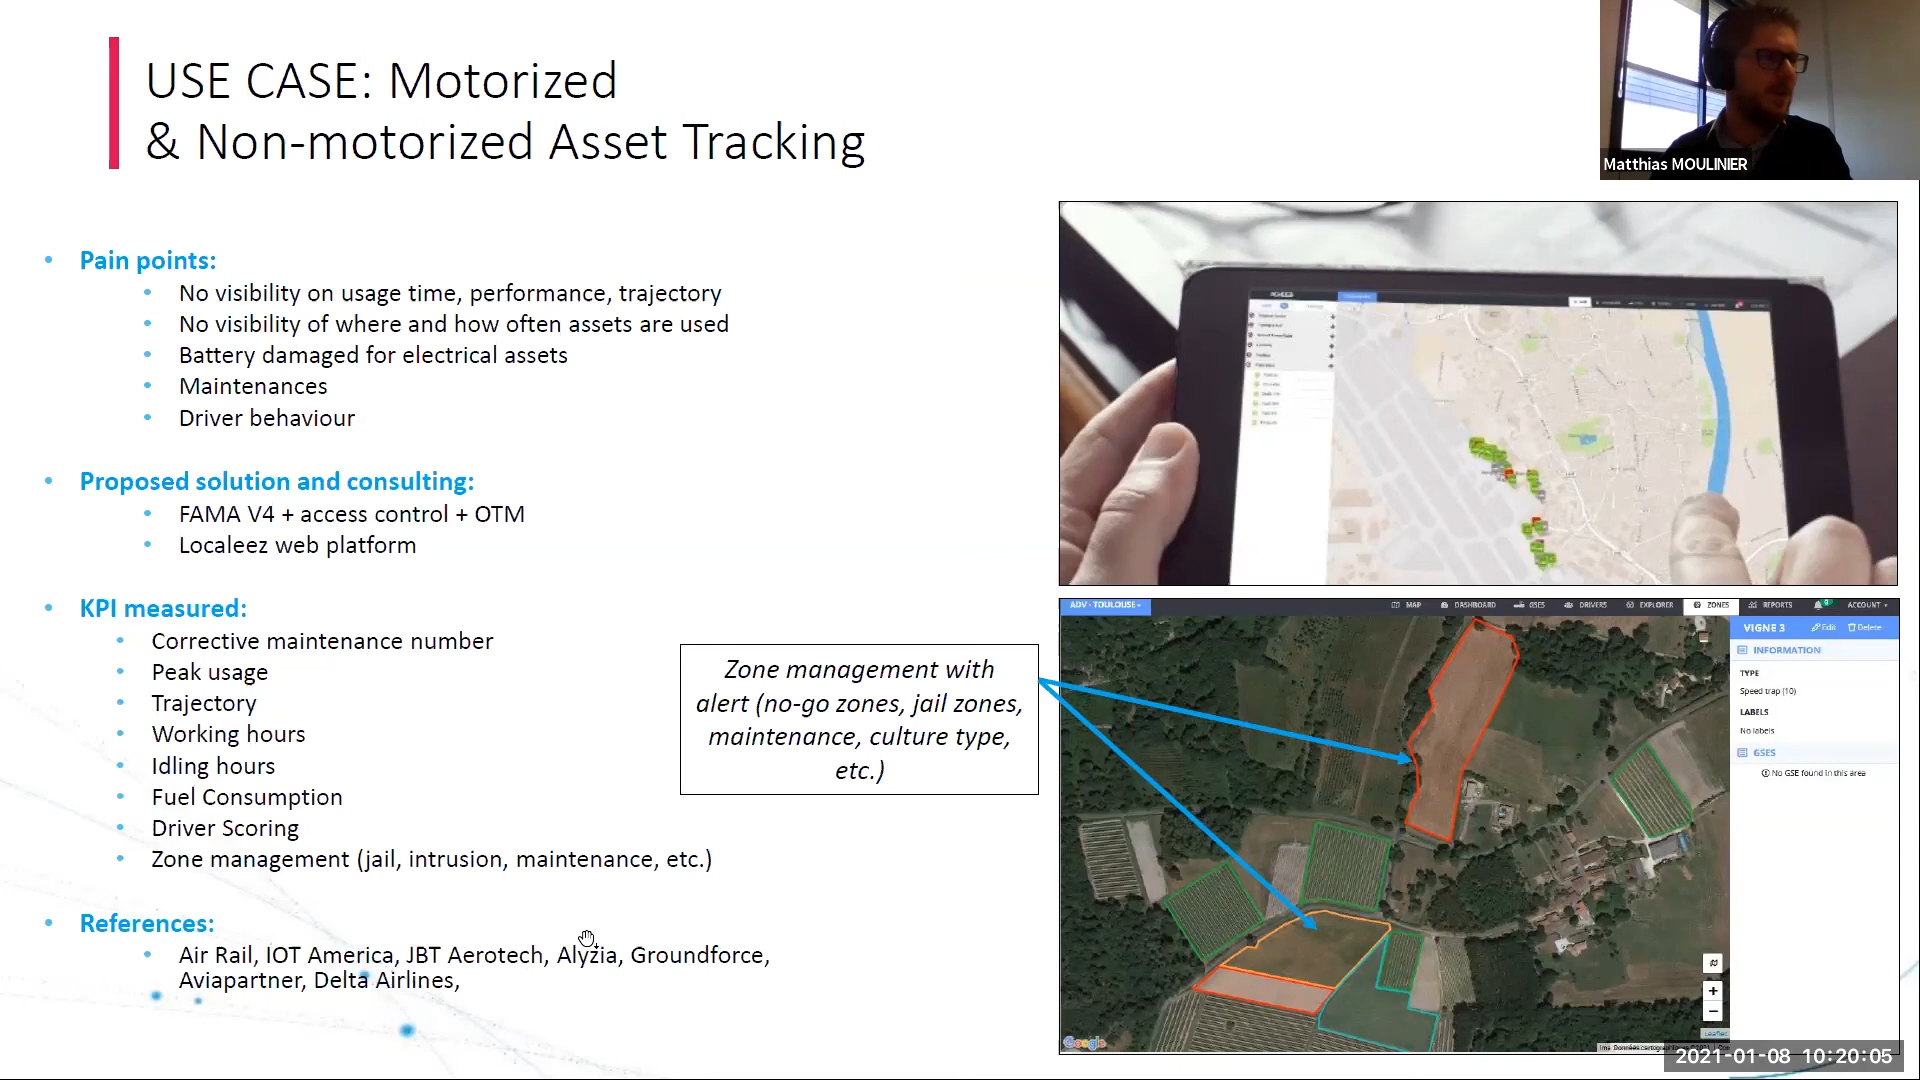 USE CASE: Motorized
& Non-motorized Asset Tracking
Matthias MOULINIER
• Pain points:
• No visibility on usage time, performance, trajectory
• No visibility of where and how often assets are used
• Battery damaged for electrical assets
• Maintenances
• Driver behaviour
• Proposed solution and consulting:
• FAMA V4 + access control + OTM
• Localeez web platform
• KPI measured:
• Corrective maintenance number
• Peak usage
• Trajectory
• Working hours
• Idling hours
• Fuel Consumption
• Driver Scoring
• Zone management (jail, intrusion, maintenance, etc.)
• References:
• Air Rail, IOT America, JBT Aerotech, Alyzia, Groundforce,
Aviapartner, Delta Airlines,
Zone management with
alert (no-go zones, jail zones,
maintenance, culture type,
etc.)
ADV - TOULOUSE
MAP DASHBOARD GSES DRIVERS EXPLORER ZONES REPORTS ACCOUNT
VIGNE 3 Edit Delete
INFORMATION
TYPE
Speed trap (10)
LABELS
No labels
GSES
No GSE found in this area
+
−
Leaflet
Google
2021-01-08 10:20:05